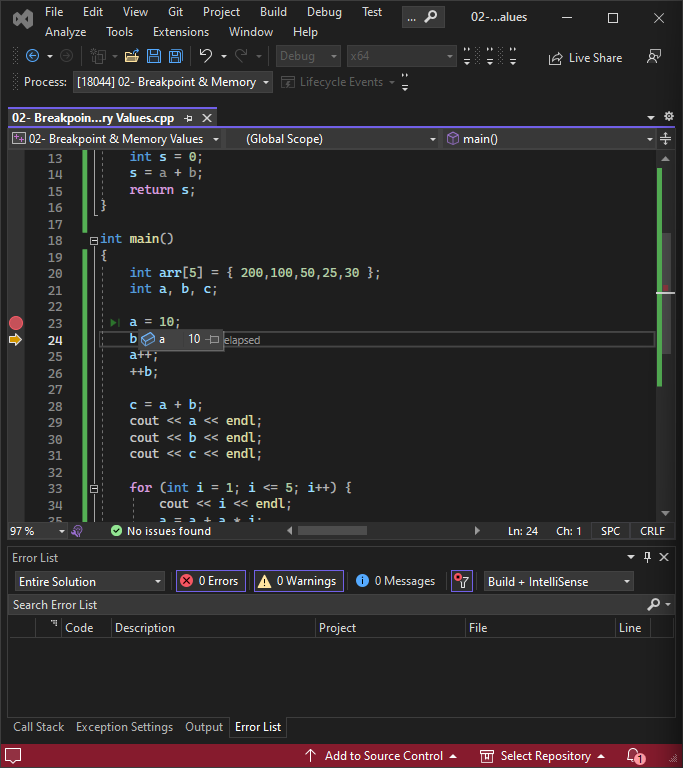 File Edit View Git Project Build Debug Test ... 02-...alues
Analyze Tools Extensions Window Help
Debug x64 Live Share
Process: [18044] 02- Breakpoint & Memory Lifecycle Events
02- Breakpoin...ry Values.cpp
02- Breakpoint & Memory Values (Global Scope) main()
13 int s = 0;
14 s = a + b;
15 return s;
16 }
17
18 int main()
19 {
20 int arr[5] = { 200,100,50,25,30 };
21 int a, b, c;
22
23 a = 10;
24 b a 10 elapsed
25 a++;
26 ++b;
27
28 c = a + b;
29 cout << a << endl;
30 cout << b << endl;
31 cout << c << endl;
32
33 for (int i = 1; i <= 5; i++) {
34 cout << i << endl;
a = a + a * i;
97 % No issues found Ln: 24 Ch: 1 SPC CRLF
Error List
Entire Solution 0 Errors 0 Warnings 0 Messages Build + IntelliSense
Search Error List
Code Description Project File Line
Call Stack Exception Settings Output Error List
Add to Source Control Select Repository 1